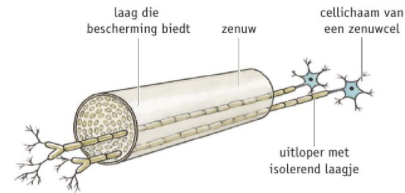 laag die
bescherming biedt
zenuw
cellichaam van
een zenuwcel
uitloper met
isolerend laagje